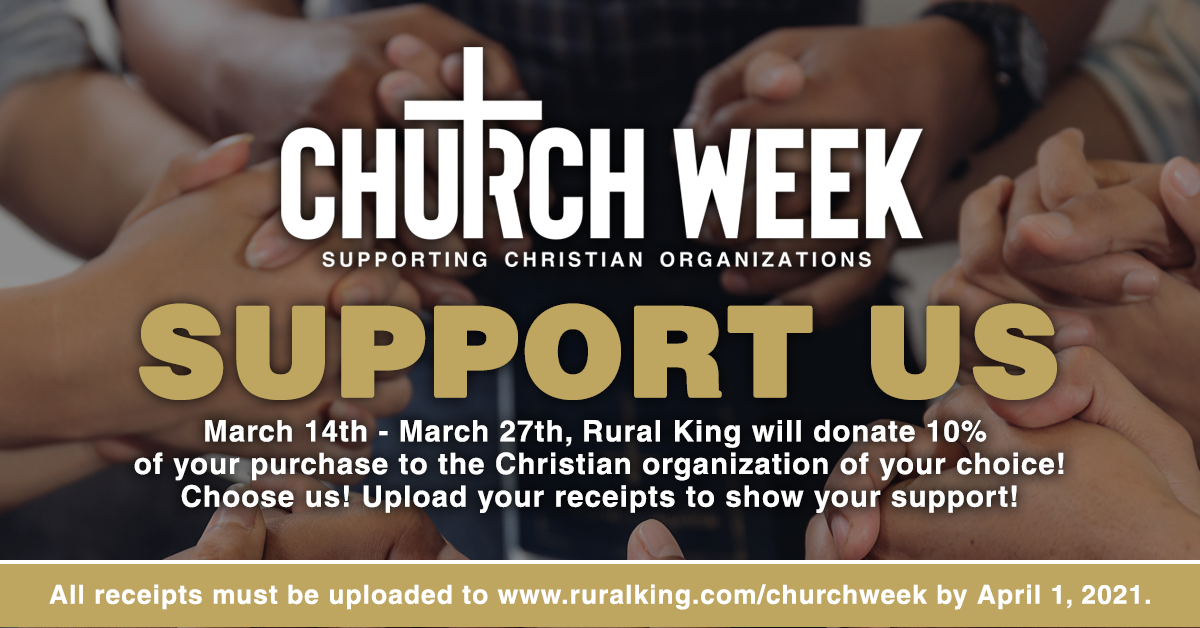 CHURCH WEEK
SUPPORTING CHRISTIAN ORGANIZATIONS
SUPPORT US
March 14th - March 27th, Rural King will donate 10%
of your purchase to the Christian organization of your choice!
Choose us! Upload your receipts to show your support!
All receipts must be uploaded to www.ruralking.com/churchweek by April 1, 2021.